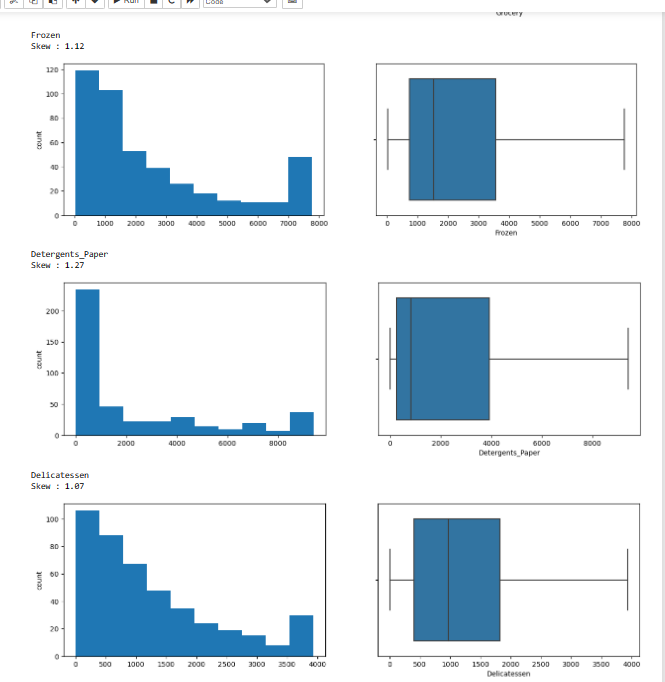 Run
Code
Grocery
Frozen
Skew : 1.12
120
100
80
60
40
20
0
count
0 1000 2000 3000 4000 5000 6000 7000 8000
0 1000 2000 3000 4000 5000 6000 7000 8000
Frozen
Detergents_Paper
Skew : 1.27
200
150
100
50
0
count
0 2000 4000 6000 8000
0 2000 4000 6000 8000
Detergents_Paper
Delicatessen
Skew : 1.07
100
80
60
40
20
0
count
0 500 1000 1500 2000 2500 3000 3500 4000
0 500 1000 1500 2000 2500 3000 3500 4000
Delicatessen